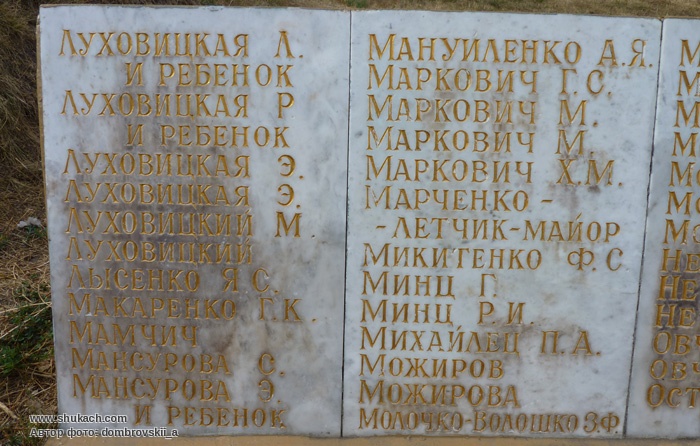 ЛУХОВИЦКАЯ Л.
И РЕБЕНОК
ЛУХОВИЦКАЯ Р
И РЕБЕНОК
ЛУХОВИЦКАЯ Э.
ЛУХОВИЦКАЯ Э.
ЛУХОВИЦКИЙ М.
ЛУХОВИЦКИЙ
ЛЫСЕНКО Я.С.
МАКАРЕНКО Г.К.
МАМЧИЧ
МАНСУРОВА С.
МАНСУРОВА Э.
И РЕБЕНОК
МАНУИЛЕНКО А.Я.
МАРКОВИЧ Г.С.
МАРКОВИЧ М.
МАРКОВИЧ М.
МАРКОВИЧ Х.М.
МАРЧЕНКО -
- ЛЕТЧИК-МАЙОР
МИКИТЕНКО Ф.С
МИНЦ Г.
МИНЦ Р.И.
МИХАЙЛЕЦ П.А.
МОЖИРОВ
МОЖИРОВА
МОЛОЧКО-ВОЛОШКО З.Ф.
www.shukach.com
Автор фото: dombrovskii_a